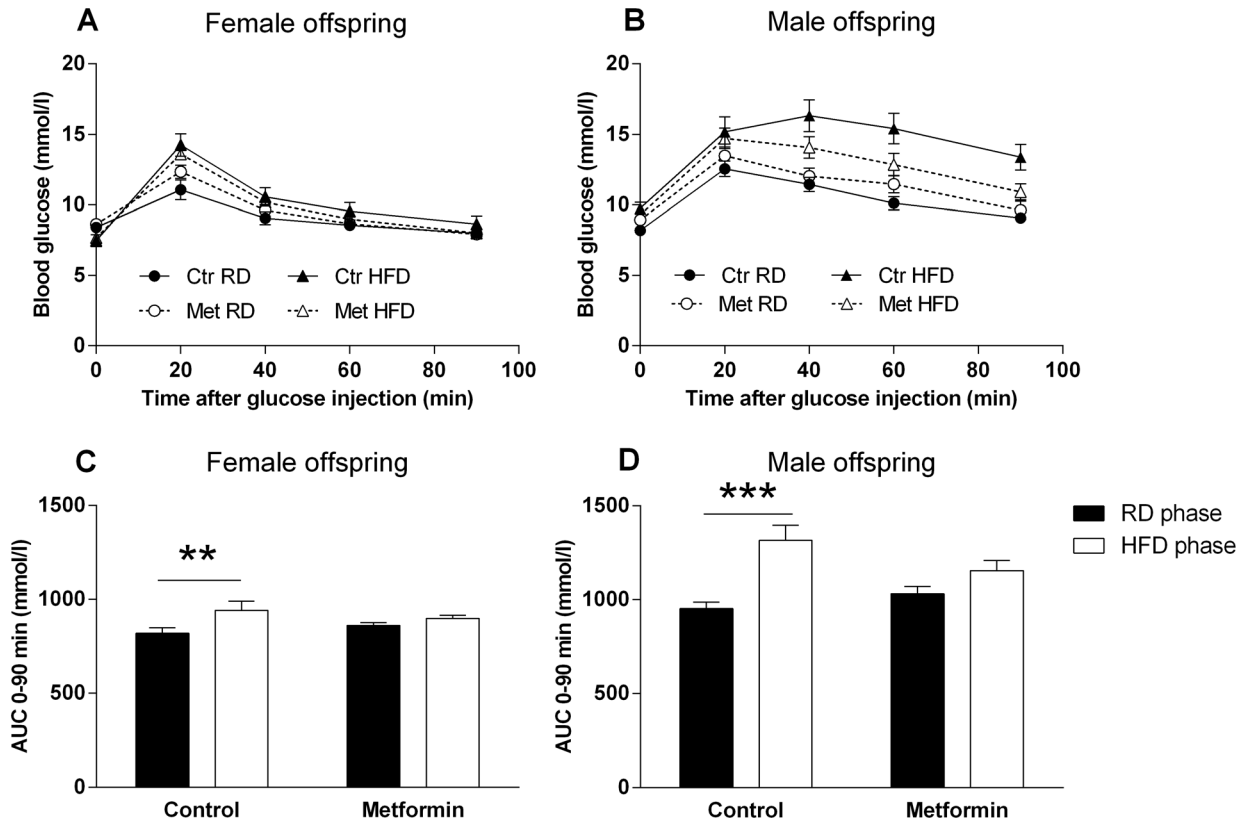 A
Female offspring
Blood glucose (mmol/l)
20
15
10
5
0
Ctr RD
Ctr HFD
Met RD
Met HFD
0 20 40 60 80 100
Time after glucose injection (min)
B
Male offspring
Blood glucose (mmol/l)
20
15
10
5
0
Ctr RD
Ctr HFD
Met RD
Met HFD
0 20 40 60 80 100
Time after glucose injection (min)
C
Female offspring
AUC 0-90 min (mmol/l)
1500
1000
500
0
**
Control Metformin
D
Male offspring
AUC 0-90 min (mmol/l)
1500
1000
500
0
***
Control Metformin
RD phase
HFD phase